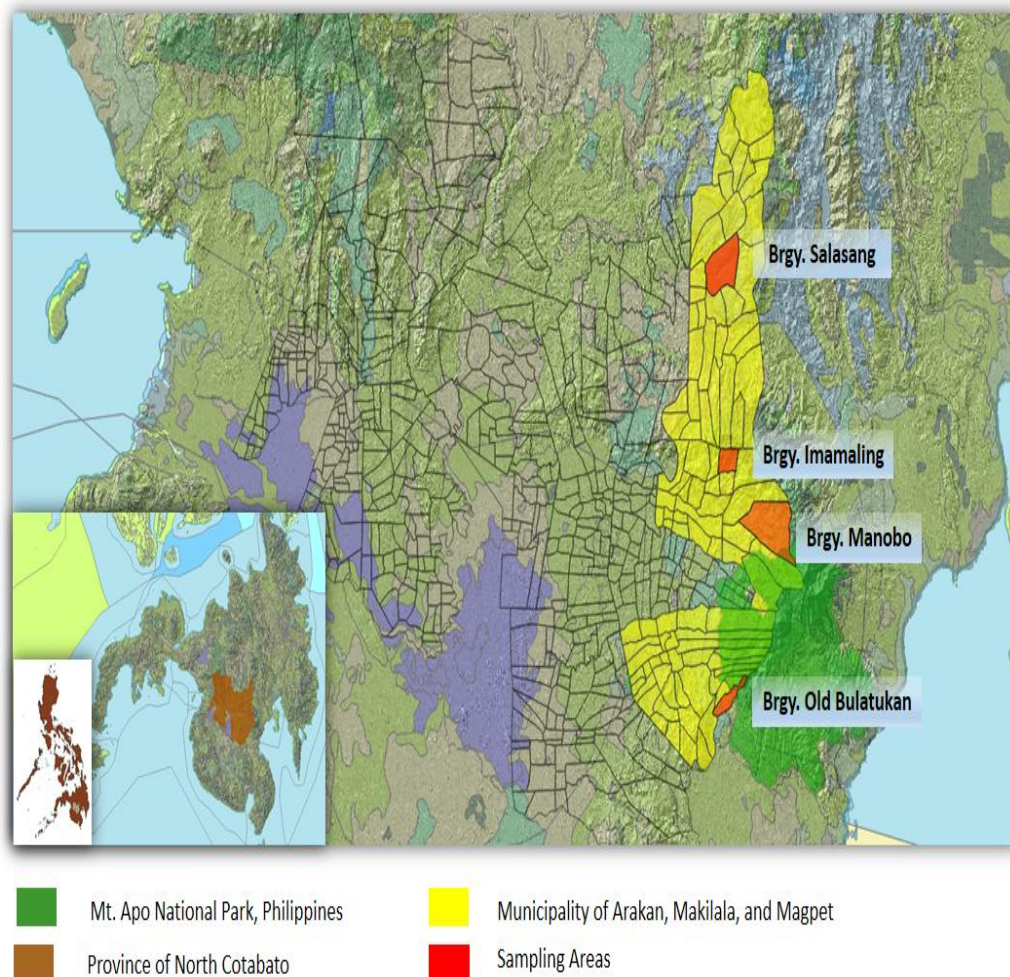 Brgy. Salasang
Brgy. Imamaling
Brgy. Manobo
Brgy. Old Bulatukan
Mt. Apo National Park, Philippines
Municipality of Arakan, Makilala, and Magpet
Province of North Cotabato
Sampling Areas